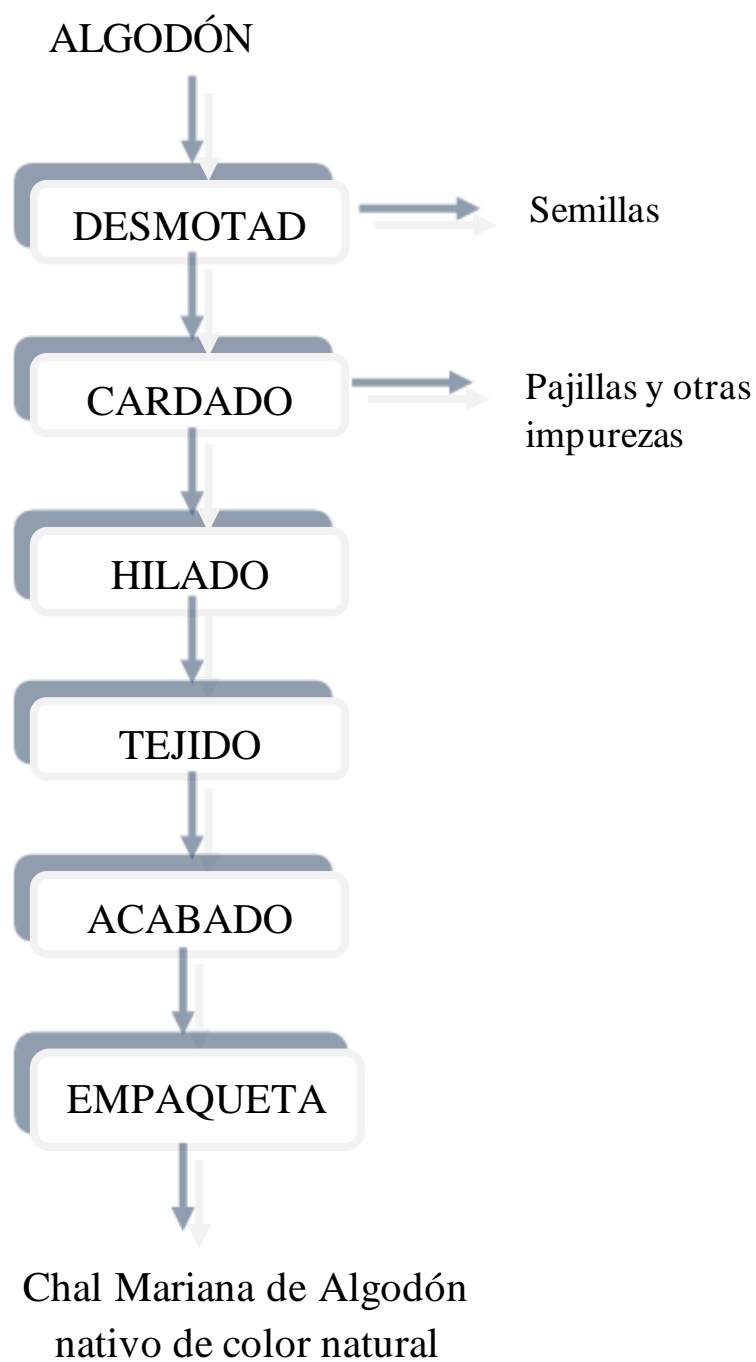 ALGODÓN
DESMOTAD
Semillas
CARDADO
Pajillas y otras
impurezas
HILADO
TEJIDO
ACABADO
EMPAQUETA
Chal Mariana de Algodón
nativo de color natural